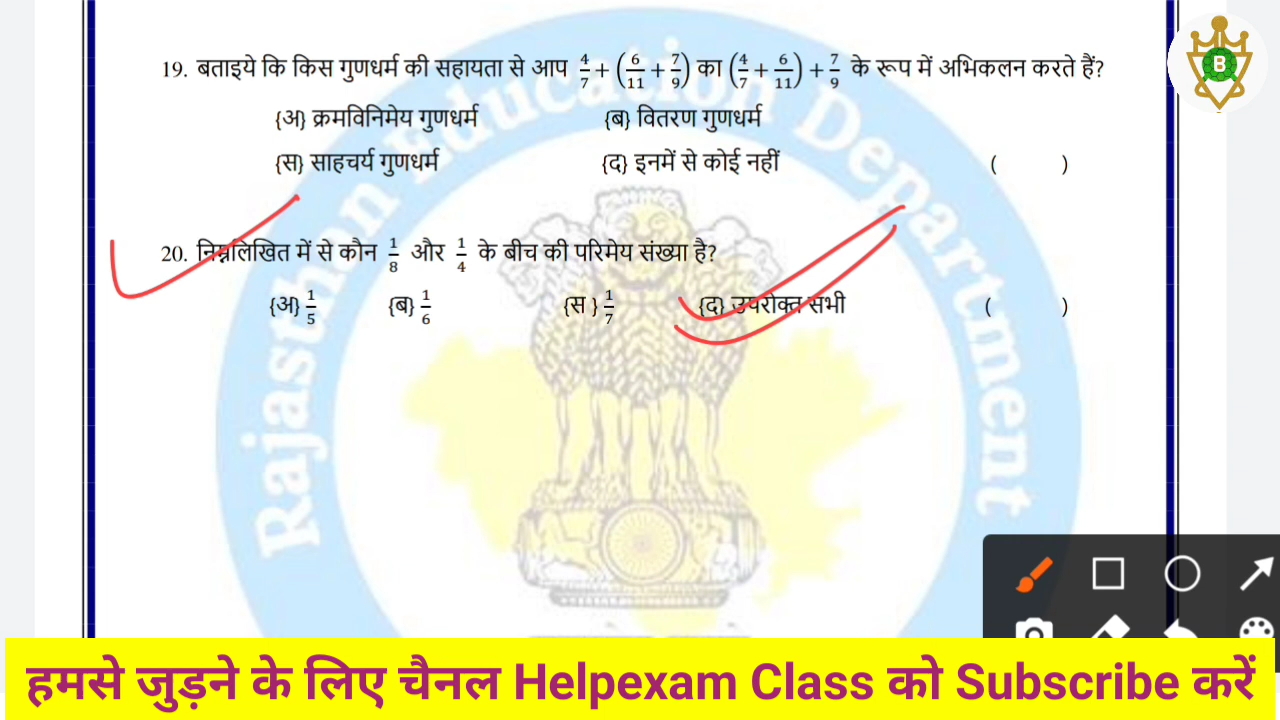 19. बताइये कि किस गुणधर्म की सहायता से आप 4/7 + (6/11 + 7/9) का (4/7 + 6/11) + 7/9 के रूप में अभिकलन करते हैं?
{अ} क्रमविनिमेय गुणधर्म {ब} वितरण गुणधर्म
{स} साहचर्य गुणधर्म {द} इनमें से कोई नहीं ( )
20. निम्नलिखित में से कौन 1/8 और 1/4 के बीच की परिमेय संख्या है?
{अ} 1/5 {ब} 1/6 {स } 1/7 {द} उपरोक्त सभी ( )
Rajasthan Education Department
B
हमसे जुड़ने के लिए चैनल Helpexam Class को Subscribe करें